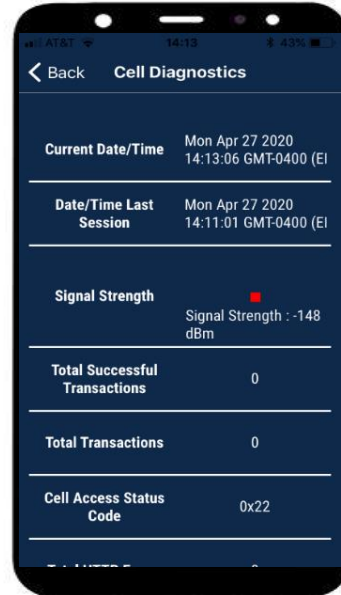 AT&T 14:13 43%
Back Cell Diagnostics
Current Date/Time
Mon Apr 27 2020
14:13:06 GMT-0400 (EI
Date/Time Last
Session
Mon Apr 27 2020
14:11:01 GMT-0400 (EI
Signal Strength
Signal Strength : -148
dBm
Total Successful
Transactions
0
Total Transactions
0
Cell Access Status
Code
0x22